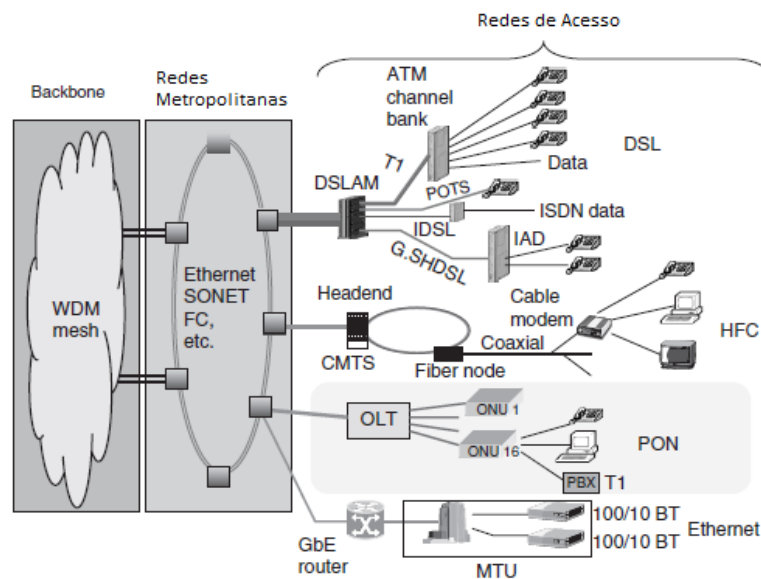 Redes de Acesso
Backbone
Redes
Metropolitanas
WDM
mesh
Ethernet
SONET
FC,
etc.
ATM
channel
bank
T1
DSLAM
POTS
IDSL
G.SHDSL
Data
ISDN data
IAD
DSL
Headend
CMTS
Fiber node
Coaxial
Cable
modem
HFC
OLT
ONU 1
ONU 16
PBX
T1
PON
GbE
router
MTU
100/10 BT
100/10 BT
Ethernet